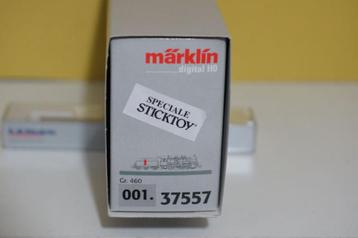 märklin
digital H0
SPECIALE
STICKTOY
Gr. 460
001. 37557